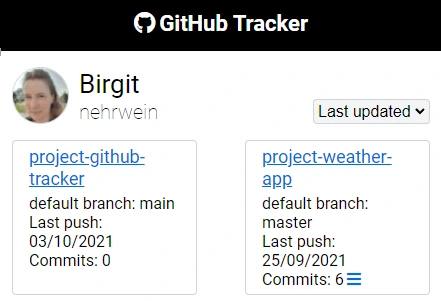 GitHub Tracker
Birgit
nehrwein
Last updated
project-github-
tracker
default branch: main
Last push:
03/10/2021
Commits: 0
project-weather-
app
default branch:
master
Last push:
25/09/2021
Commits: 6